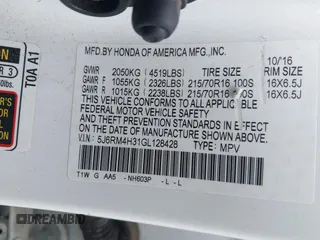 MFD.BY HONDA OF AMERICA MFG.,INC. 10/16
GVWR 2050KG (4519LBS) TIRE SIZE RIM SIZE
GAWR F 1055KG (2326LBS) 215/70R16 100S 16X6.5J
GAWR R 1015KG (2238LBS) 215/70R16 100S 16X6.5J
THIS VEHICLE CONFORMS TO ALL APPLICABLE
FEDERAL MOTOR VEHICLE SAFETY AND
THEFT PREVENTION STANDARDS IN EFFECT ON
THE DATE OF MANUFACTURE SHOWN ABOVE.
V.I.N: 5J6RM4H31GL128428 TYPE: MPV
T1W G AA5 -NH603P -L -L
T0A A1
R 3
AUTOBIDMASTER